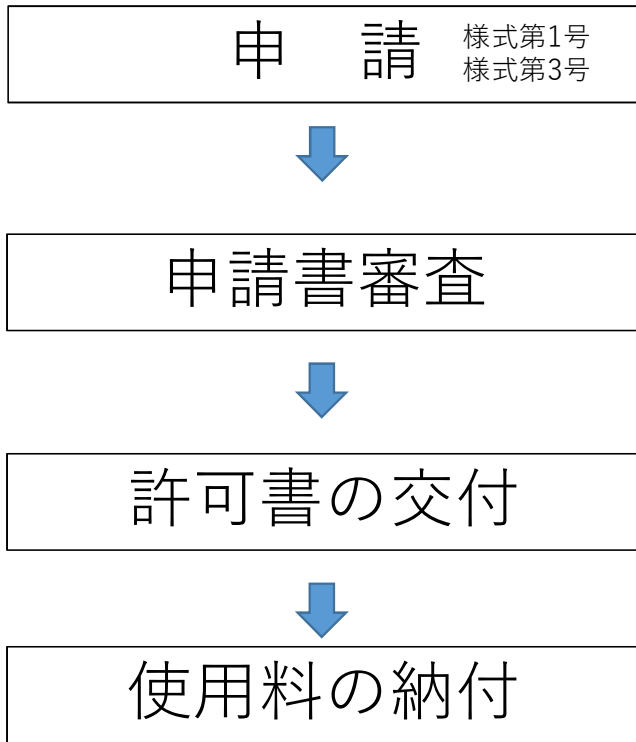 申　請
様式第1号
様式第3号
申請書審査
許可書の交付
使用料の納付